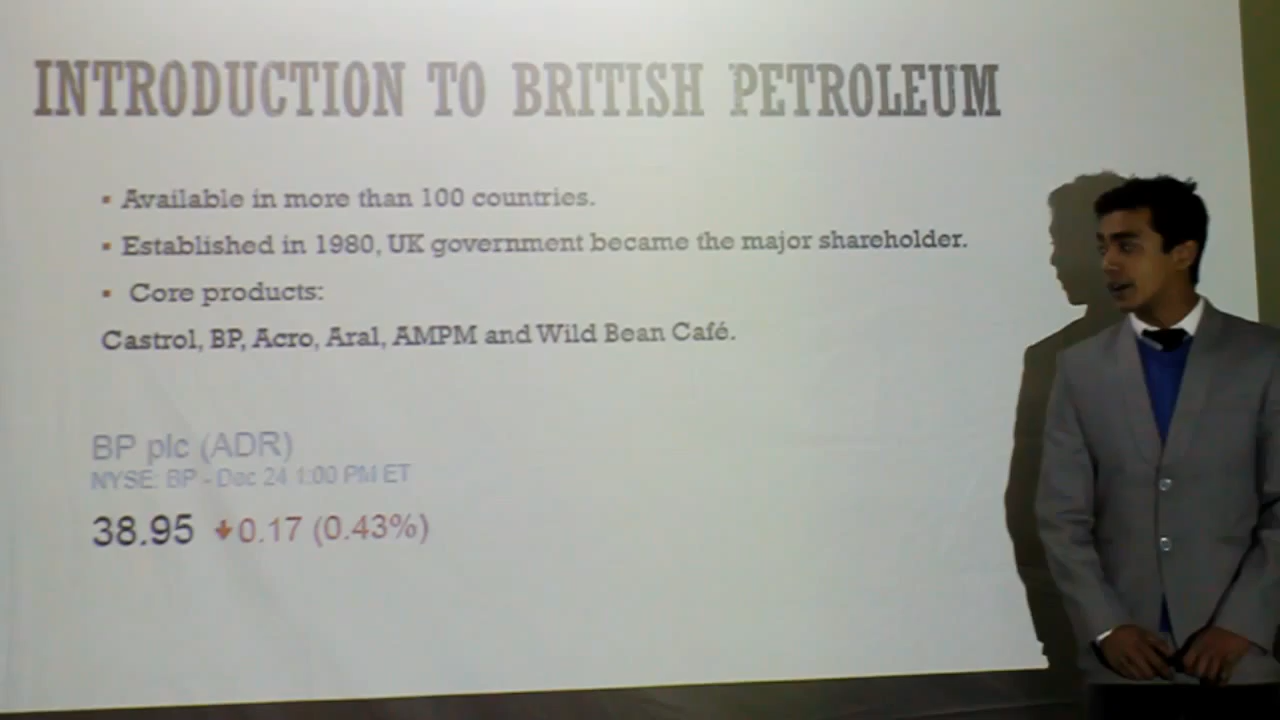 INTRODUCTION TO BRITISH PETROLEUM
▪ Available in more than 100 countries.
▪ Established in 1980, UK government became the major shareholder.
▪ Core products:
Castrol, BP, Acro, Aral, AMPM and Wild Bean Café.
BP plc (ADR)
NYSE: BP - Dec 24 1:00 PM ET
38.95 ↓0.17 (0.43%)